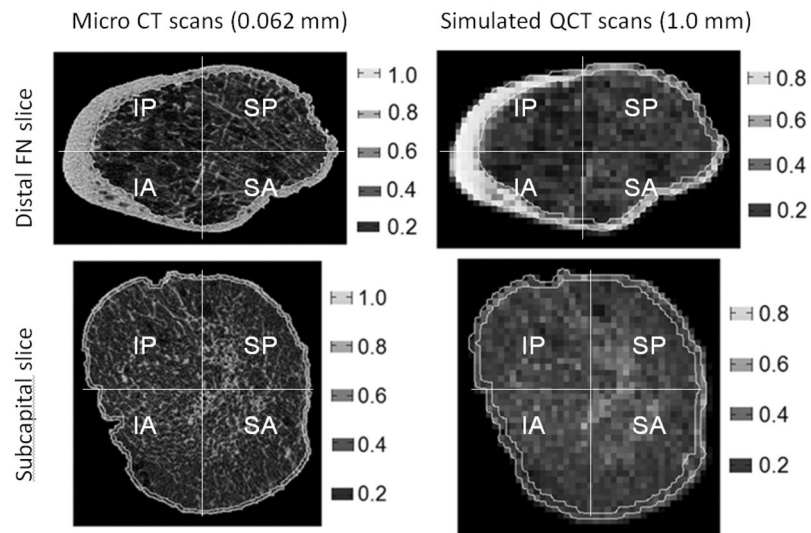 Micro CT scans (0.062 mm)
Simulated QCT scans (1.0 mm)
Distal FN slice
IP SP
IA SA
1.0
0.8
0.6
0.4
0.2
IP SP
IA SA
0.8
0.6
0.4
0.2
Subcapital slice
IP SP
IA SA
1.0
0.8
0.6
0.4
0.2
IP SP
IA SA
0.8
0.6
0.4
0.2